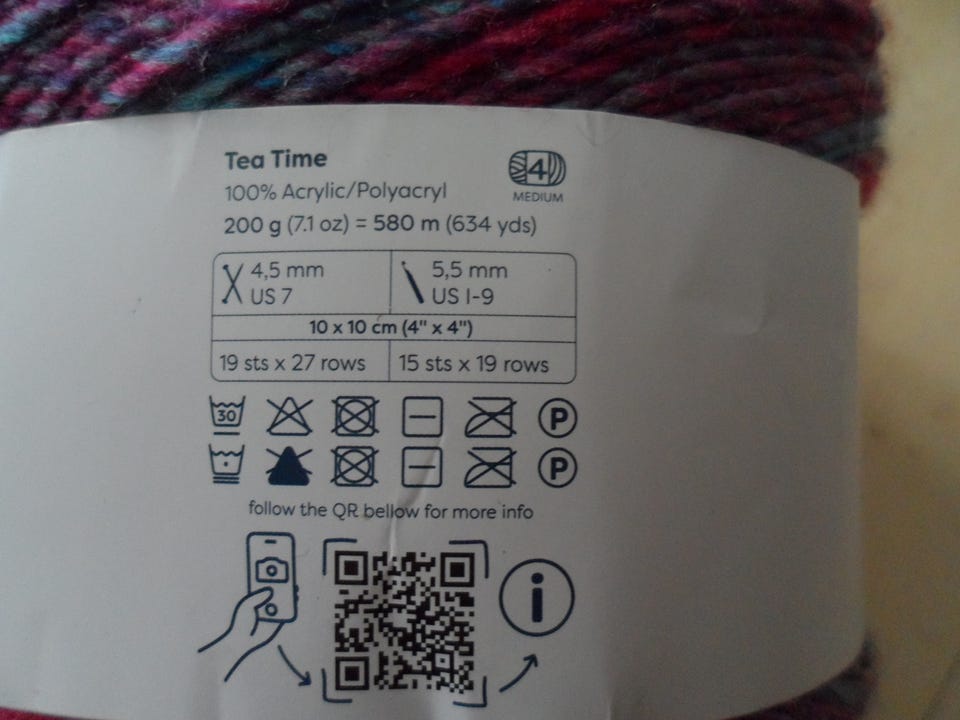 Tea Time
4
MEDIUM
100% Acrylic/Polyacryl
200 g (7.1 oz) = 580 m (634 yds)
4,5 mm
US 7
5,5 mm
US I-9
10 x 10 cm (4" x 4")
19 sts x 27 rows
15 sts x 19 rows
30
P
P
follow the QR bellow for more info
i